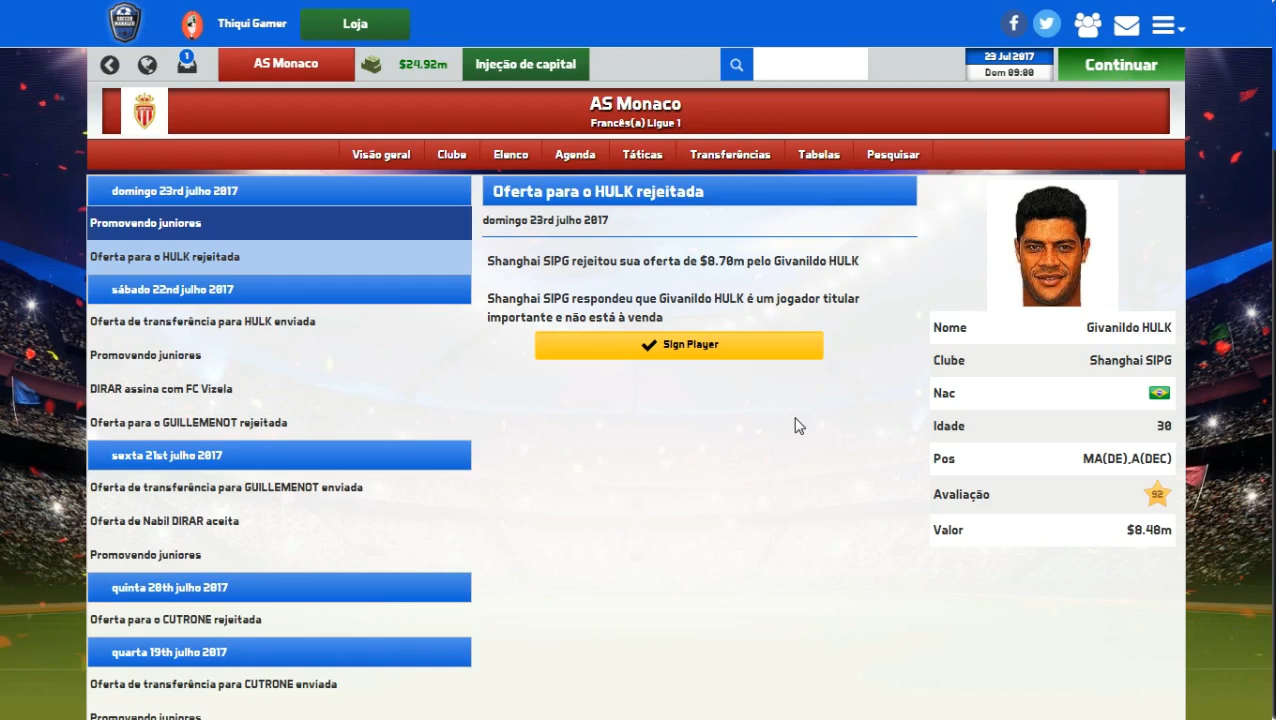 SOCCER MANAGER
Thiqui Gamer
Loja
1
AS Monaco
$24.92m
Injeção de capital
23 Jul 2017
Dom 09:00
Continuar
AS Monaco
Francês(a) Ligue 1
Visão geral
Clube
Elenco
Agenda
Táticas
Transferências
Tabelas
Pesquisar
domingo 23rd julho 2017
Promovendo juniores
Oferta para o HULK rejeitada
sábado 22nd julho 2017
Oferta de transferência para HULK enviada
Promovendo juniores
DIRAR assina com FC Vizela
Oferta para o GUILLEMENOT rejeitada
sexta 21st julho 2017
Oferta de transferência para GUILLEMENOT enviada
Oferta de Nabil DIRAR aceita
Promovendo juniores
quinta 20th julho 2017
Oferta para o CUTRONE rejeitada
quarta 19th julho 2017
Oferta de transferência para CUTRONE enviada
Promovendo juniores
Oferta para o HULK rejeitada
domingo 23rd julho 2017
Shanghai SIPG rejeitou sua oferta de $8.70m pelo Givanildo HULK
Shanghai SIPG respondeu que Givanildo HULK é um jogador titular
importante e não está à venda
Sign Player
Nome Givanildo HULK
Clube Shanghai SIPG
Nac
Idade 30
Pos MA(DE),A(DEC)
Avaliação 92
Valor $8.48m